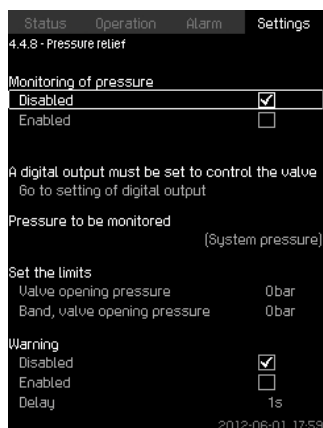 Status Operation Alarm Settings
4.4.8 - Pressure relief
Monitoring of pressure
Disabled
Enabled
A digital output must be set to control the valve
Go to setting of digital output
Pressure to be monitored
(System pressure)
Set the limits
Valve opening pressure 0bar
Band, valve opening pressure 0bar
Warning
Disabled
Enabled
Delay 1s
2012-06-01 17:59